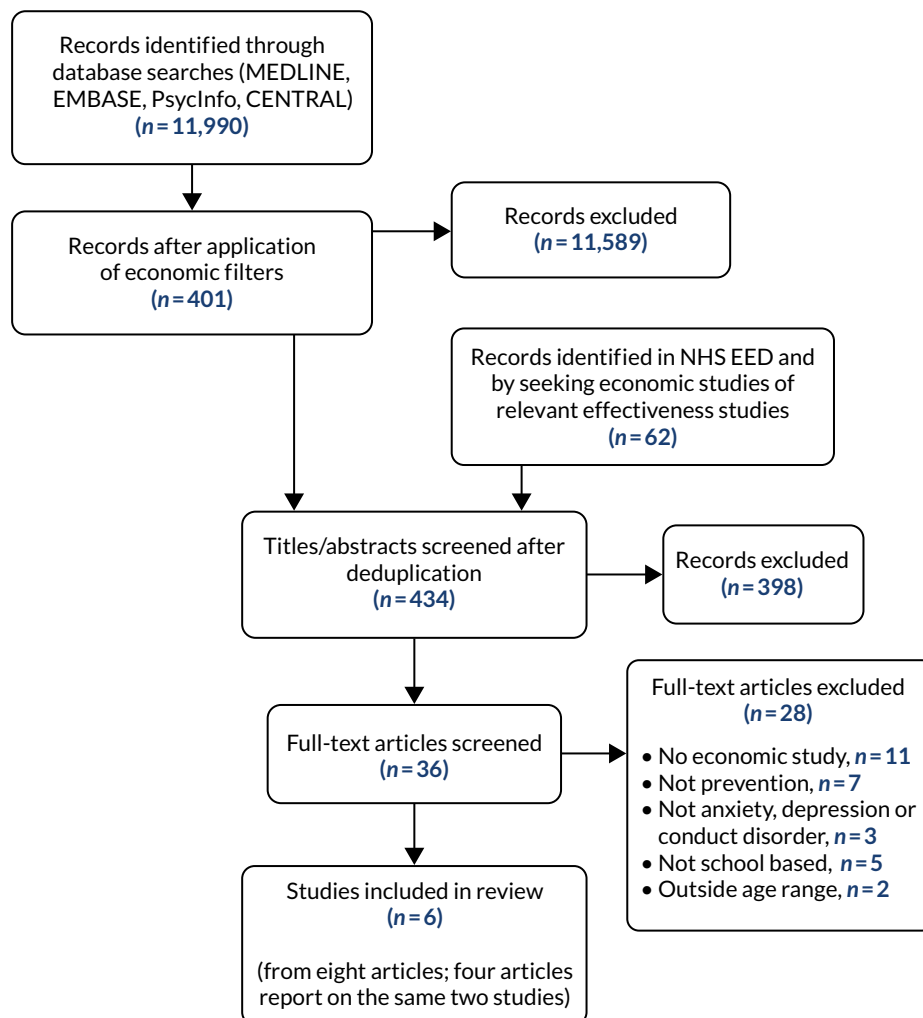 Records identified through
database searches (MEDLINE,
EMBASE, PsycInfo, CENTRAL)
(n = 11,990)
Records after application
of economic filters
(n = 401)
Records excluded
(n = 11,589)
Records identified in NHS EED and
by seeking economic studies of
relevant effectiveness studies
(n = 62)
Titles/abstracts screened after
deduplication
(n = 434)
Records excluded
(n = 398)
Full-text articles screened
(n = 36)
Full-text articles excluded
(n = 28)
• No economic study, n = 11
• Not prevention, n = 7
• Not anxiety, depression or
conduct disorder, n = 3
• Not school based, n = 5
• Outside age range, n = 2
Studies included in review
(n = 6)
(from eight articles; four articles
report on the same two studies)